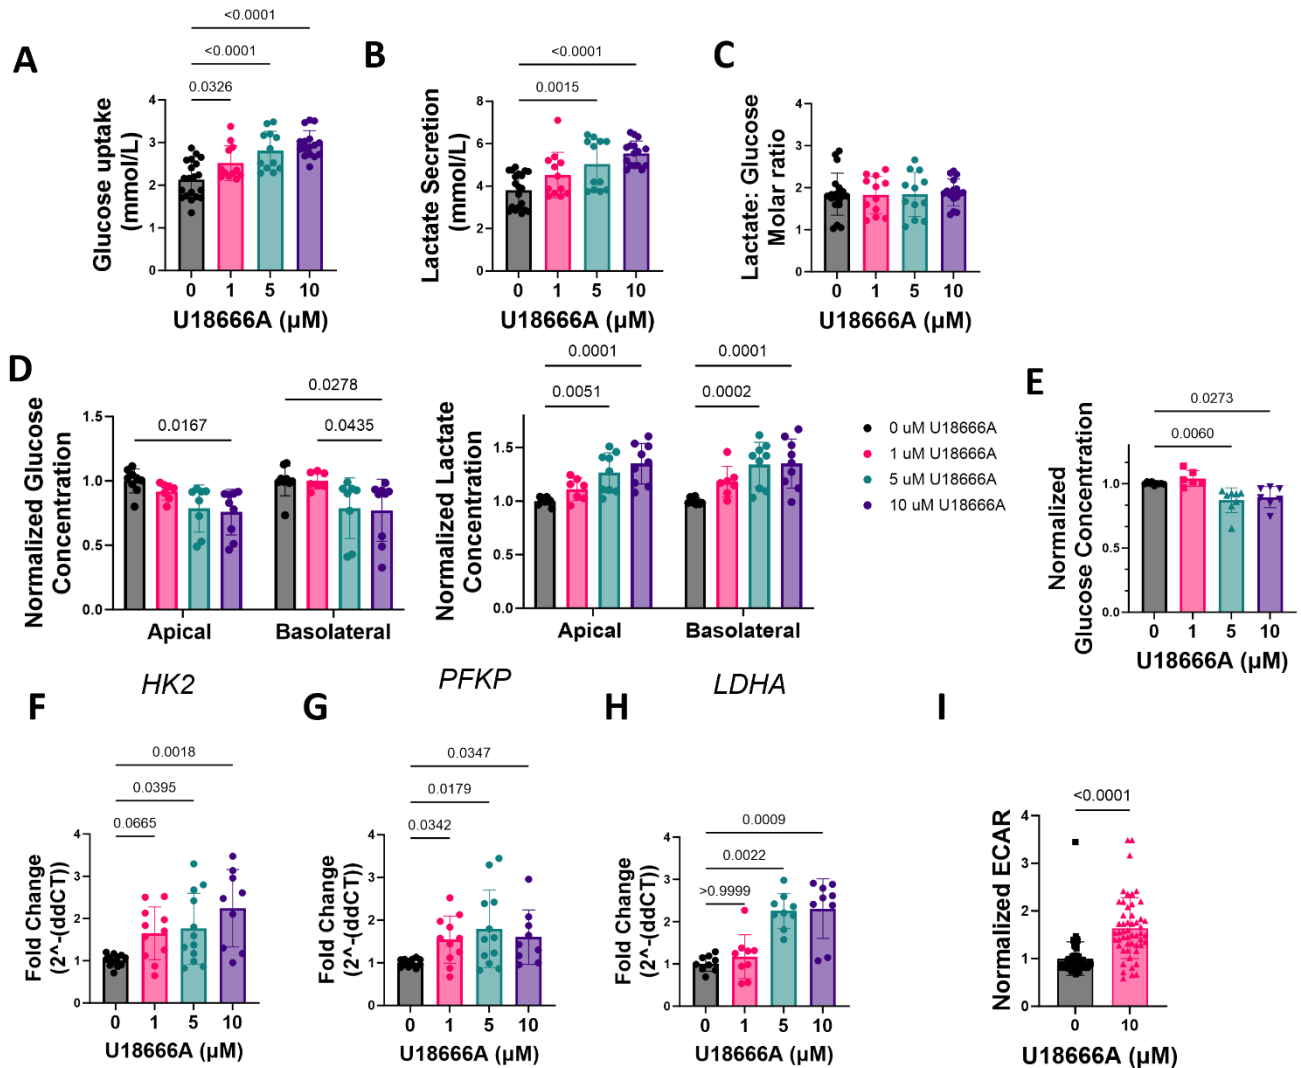 A
<0.0001
<0.0001
0.0326
Glucose uptake
(mmol/L)
4
3
2
1
0
0 1 5 10
U18666A (µM)
B
<0.0001
0.0015
Lactate Secretion
(mmol/L)
8
6
4
2
0
0 1 5 10
U18666A (µM)
C
Lactate: Glucose
Molar ratio
4
3
2
1
0
0 1 5 10
U18666A (µM)
D
0.0278
0.0167
0.0435
Normalized Glucose
Concentration
1.5
1.0
0.5
0.0
Apical Basolateral
0.0001 0.0001
0.0051 0.0002
Normalized Lactate
Concentration
1.5
1.0
0.5
0.0
Apical Basolateral
0 uM U18666A
1 uM U18666A
5 uM U18666A
10 uM U18666A
E
0.0273
0.0060
Normalized
Glucose Concentration
1.0
1.0
0.0
0 1 5 10
U18666A (µM)
F
HK2
0.0018
0.0395
0.0665
Fold Change
(2^-(ddCT))
4
3
2
1
0
0 1 5 10
U18666A (µM)
G
PFKP
0.0347
0.0179
0.0342
Fold Change
(2^-(ddCT))
4
3
2
1
0
0 1 5 10
U18666A (µM)
H
LDHA
0.0009
0.0022
>0.9999
Fold Change
(2^-(ddCT))
4
3
2
1
0
0 1 5 10
U18666A (µM)
I
<0.0001
Normalized ECAR
4
3
2
1
0
0 10
U18666A (µM)